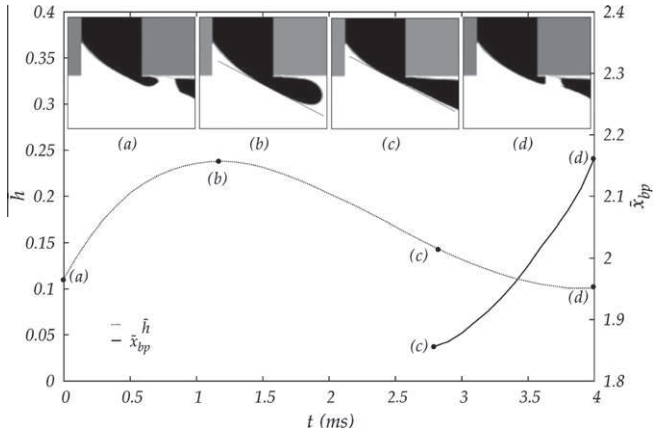 0.4
0.35
0.3
0.25
0.2
0.15
0.1
0.05
0
h̄
2.4
2.3
2.2
2.1
2
1.9
1.8
x̄bp
(a)
(b)
(c)
(d)
(a)
(b)
(c)
(d)
(d)
(c)
h̄
x̄bp
0
0.5
1
1.5
2
2.5
3
3.5
4
t (ms)